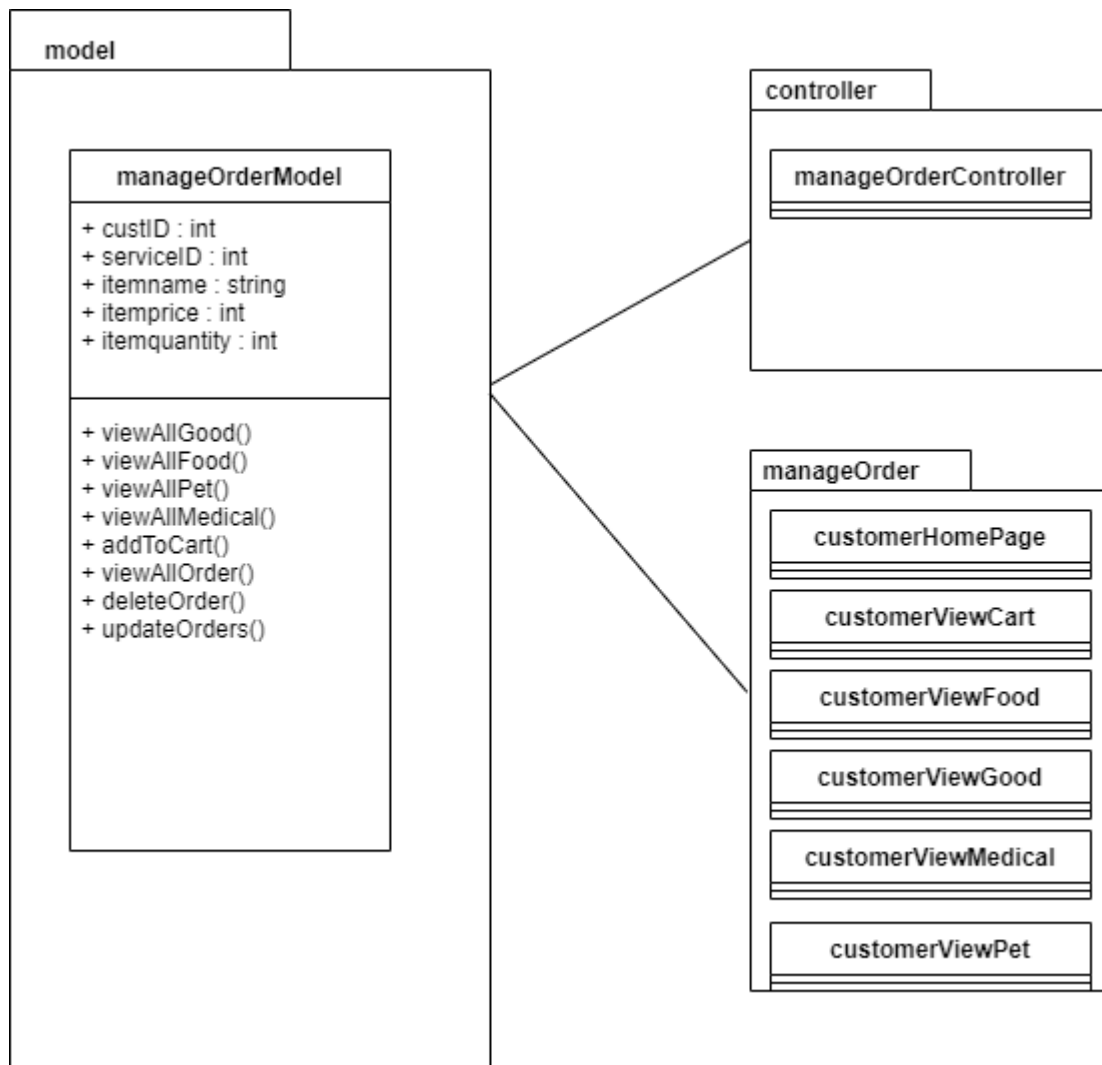 model
manageOrderModel
+ custID : int
+ serviceID : int
+ itemname : string
+ itemprice : int
+ itemquantity : int
+ viewAllGood()
+ viewAllFood()
+ viewAllPet()
+ viewAllMedical()
+ addToCart()
+ viewAllOrder()
+ deleteOrder()
+ updateOrders()
controller
manageOrderController
manageOrder
customerHomePage
customerViewCart
customerViewFood
customerViewGood
customerViewMedical
customerViewPet